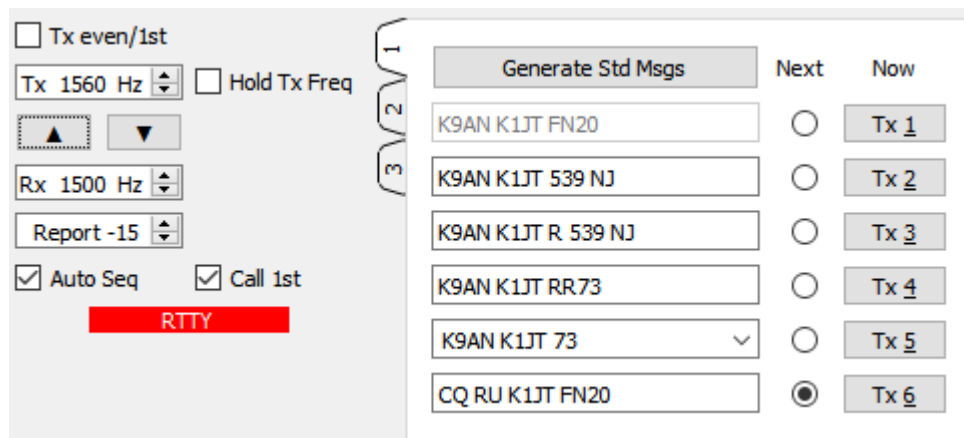 Tx even/1st
Tx 1560 Hz
Hold Tx Freq
▲ ▼
Rx 1500 Hz
Report -15
Auto Seq
Call 1st
RTTY
1
2
3
Generate Std Msgs Next Now
K9AN K1JT FN20 Tx 1
K9AN K1JT 539 NJ Tx 2
K9AN K1JT R 539 NJ Tx 3
K9AN K1JT RR73 Tx 4
K9AN K1JT 73 Tx 5
CQ RU K1JT FN20 Tx 6